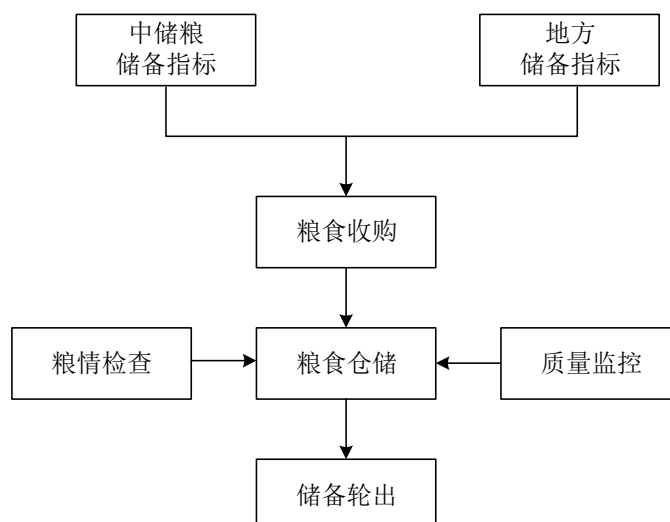 中储粮
储备指标
地方
储备指标
粮食收购
粮情检查
粮食仓储
质量监控
储备轮出